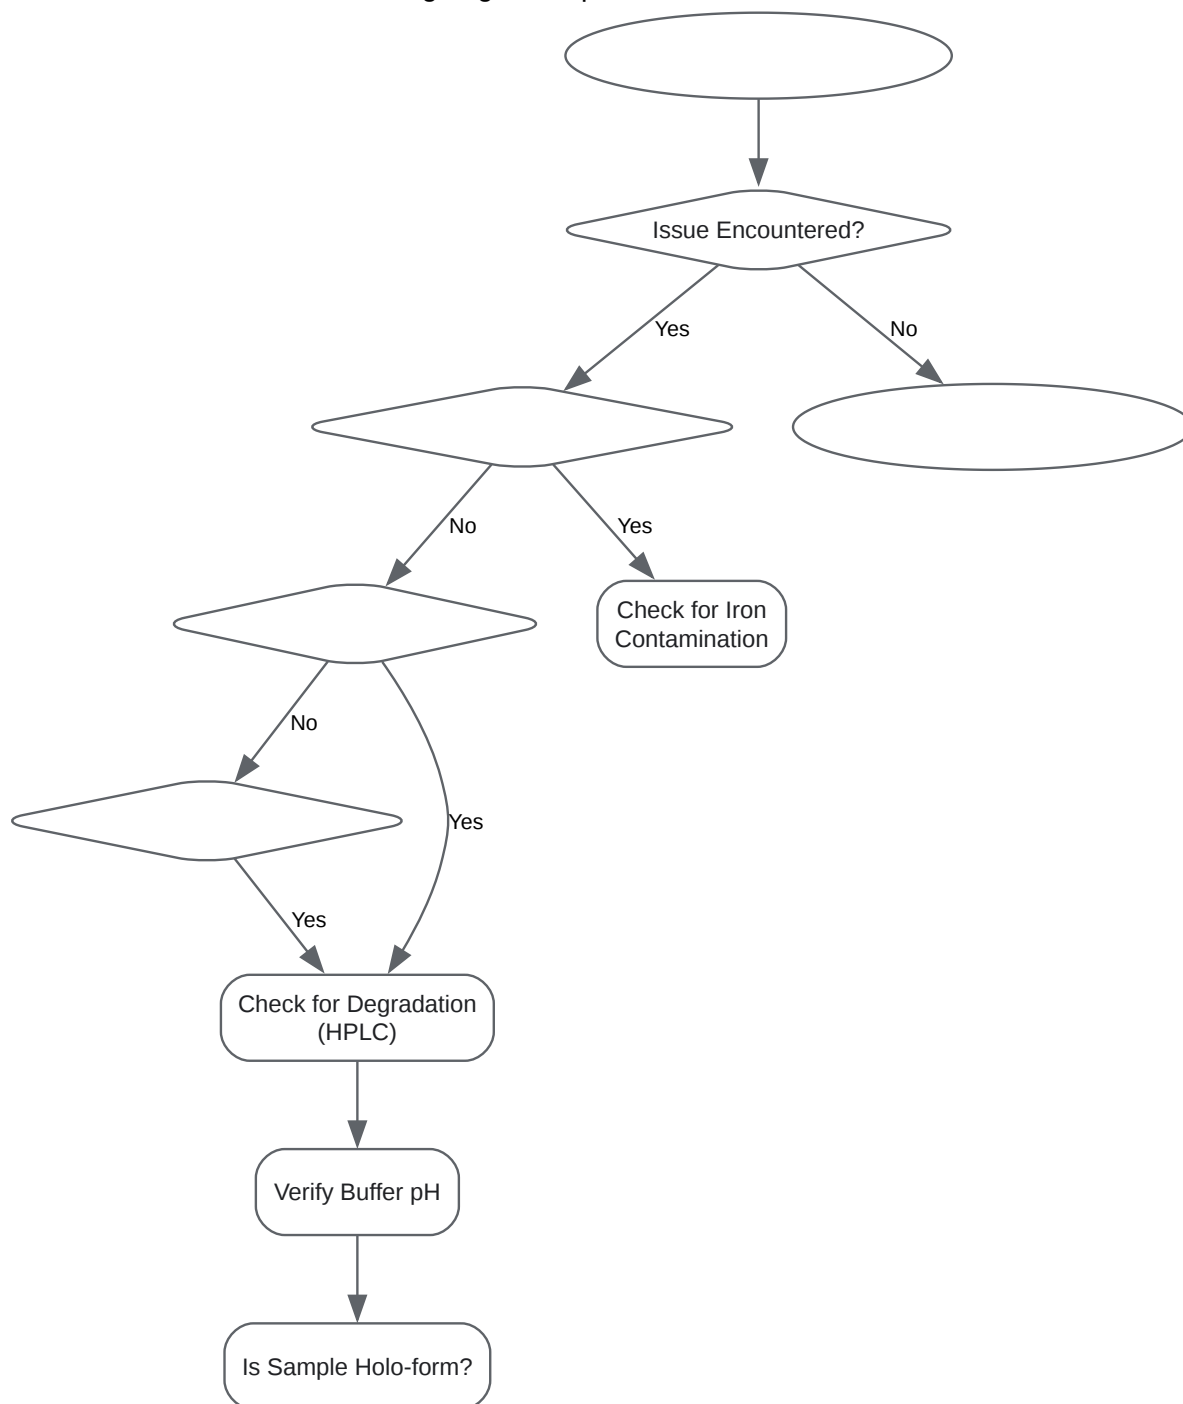 Issue Encountered?
Yes
No
No
Yes
Check for Iron
Contamination
No
Yes
Yes
Check for Degradation
(HPLC)
Verify Buffer pH
Is Sample Holo-form?